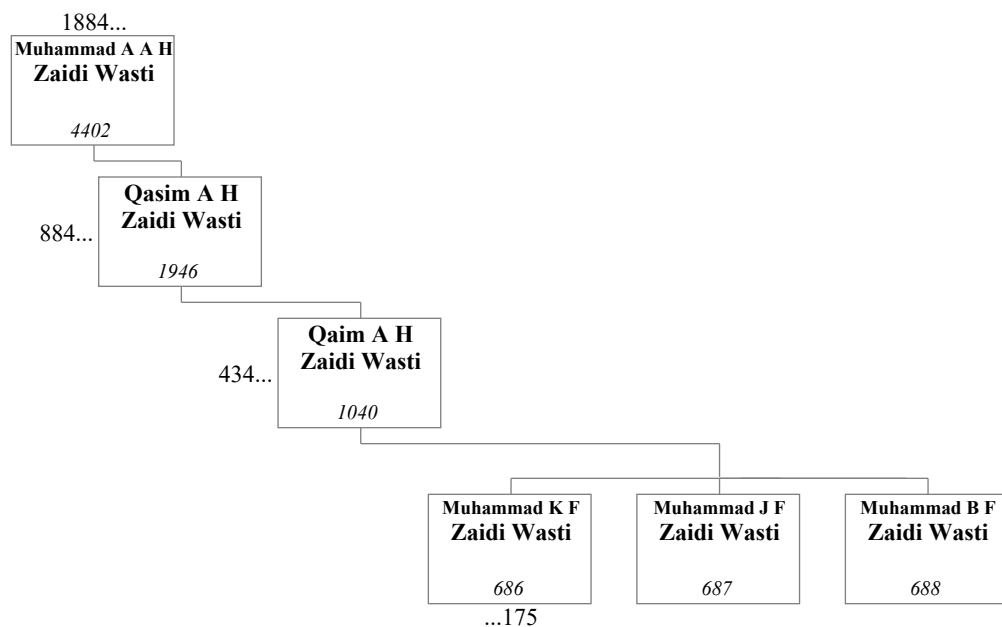 1884...
Muhammad A A H
Zaidi Wasti
4402
Qasim A H
Zaidi Wasti
884...
1946
Qaim A H
Zaidi Wasti
434...
1040
Muhammad K F
Zaidi Wasti
686
...175
Muhammad J F
Zaidi Wasti
687
Muhammad B F
Zaidi Wasti
688